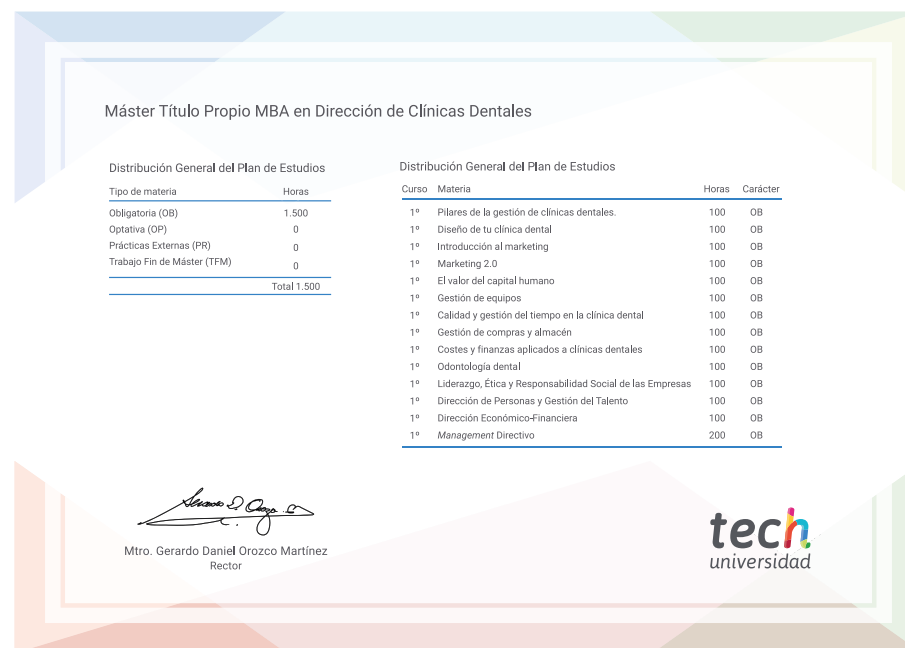 Máster Título Propio MBA en Dirección de Clínicas Dentales
Distribución General del Plan de Estudios
Tipo de materia Horas
Obligatoria (OB) 1.500
Optativa (OP) 0
Prácticas Externas (PR) 0
Trabajo Fin de Máster (TFM) 0
Total 1.500
Distribución General del Plan de Estudios
Curso Materia Horas Carácter
1º Pilares de la gestión de clínicas dentales. 100 OB
1º Diseño de tu clínica dental 100 OB
1º Introducción al marketing 100 OB
1º Marketing 2.0 100 OB
1º El valor del capital humano 100 OB
1º Gestión de equipos 100 OB
1º Calidad y gestión del tiempo en la clínica dental 100 OB
1º Gestión de compras y almacén 100 OB
1º Costes y finanzas aplicados a clínicas dentales 100 OB
1º Odontología dental 100 OB
1º Liderazgo, Ética y Responsabilidad Social de las Empresas 100 OB
1º Dirección de Personas y Gestión del Talento 100 OB
1º Dirección Económico-Financiera 100 OB
1º Management Directivo 200 OB
Mtro. Gerardo Daniel Orozco Martínez
Rector
tech
universidad